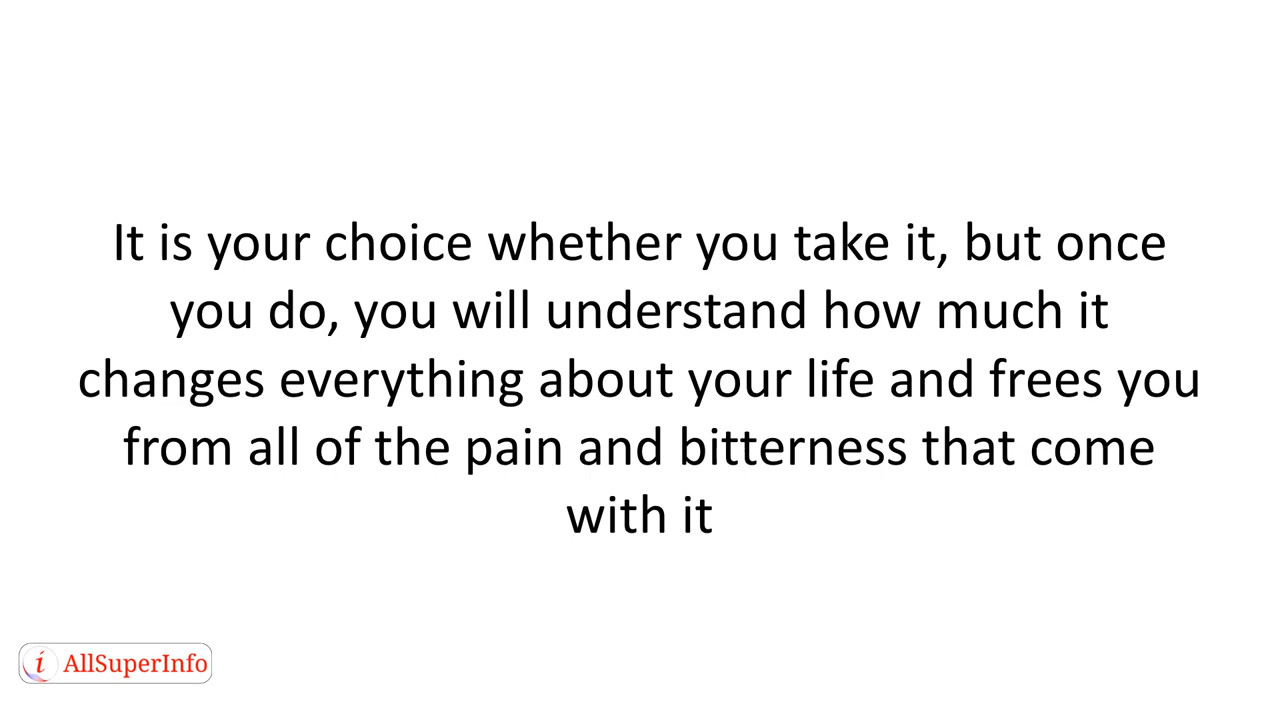 It is your choice whether you take it, but once
you do, you will understand how much it
changes everything about your life and frees you
from all of the pain and bitterness that come
with it
i AllSuperInfo